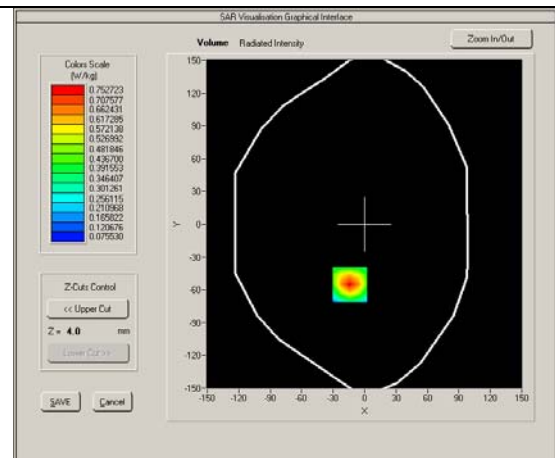 SAR Visualisation Graphical Interface
Volume Radiated Intensity
Zoom In/Out
Colors Scale
(W/kg)
0.752723
0.707577
0.662431
0.617285
0.572138
0.526992
0.481846
0.436700
0.391553
0.346407
0.301261
0.256115
0.210968
0.165822
0.120676
0.075530
Z-Cuts Control
<< Upper Cut
Z = 4.0 mm
Lower Cut >>
SAVE Cancel
150
120
90
60
30
0
-30
-60
-90
-120
-150
Y
-150 -120 -90 -60 -30 0 30 60 90 120 150
X